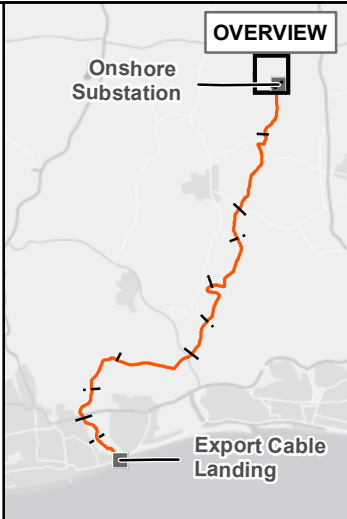 OVERVIEW
Onshore
Substation
Export Cable
Landing